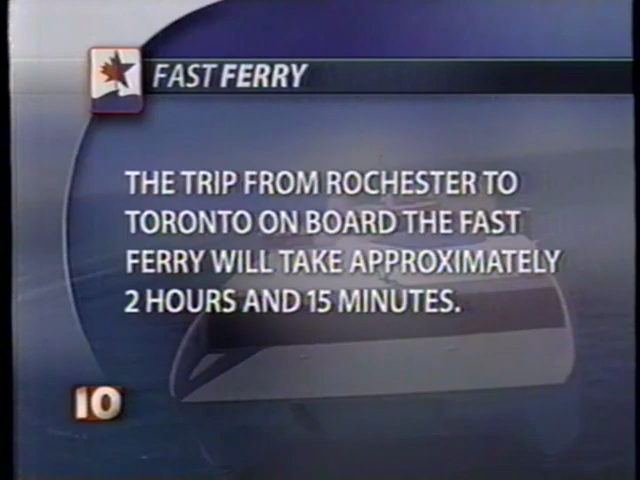 FAST FERRY
THE TRIP FROM ROCHESTER TO
TORONTO ON BOARD THE FAST
FERRY WILL TAKE APPROXIMATELY
2 HOURS AND 15 MINUTES.
10